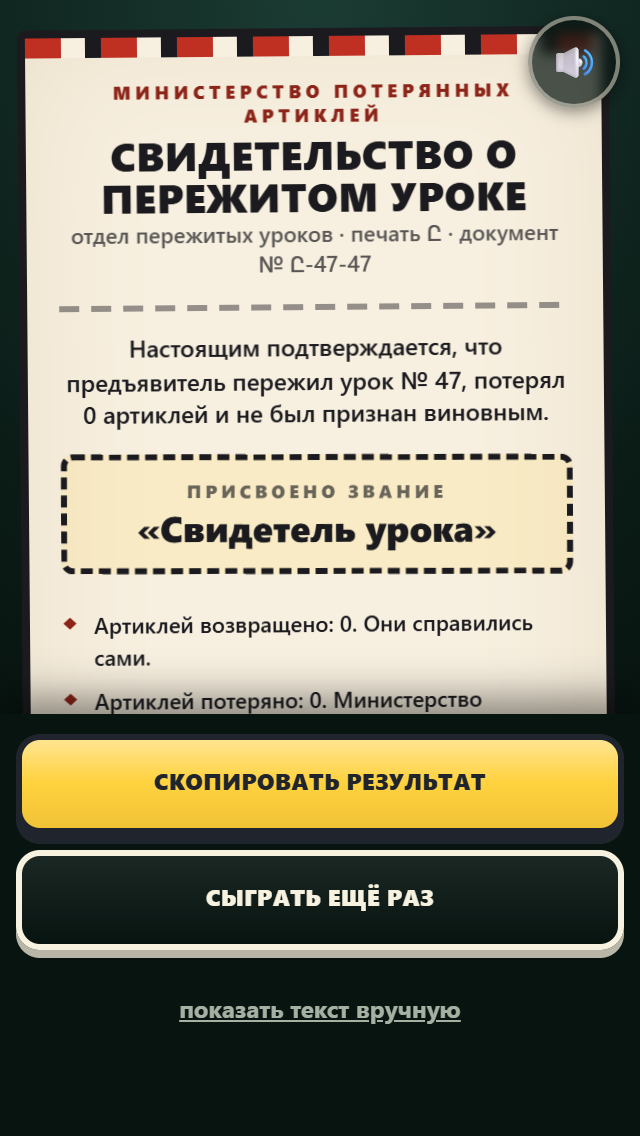 МИНИСТЕРСТВО ПОТЕРЯННЫХ
АРТИКЛЕЙ
СВИДЕТЕЛЬСТВО О
ПЕРЕЖИТОМ УРОКЕ
отдел пережитых уроков · печать Ը · документ
№ Ը-47-47
Настоящим подтверждается, что
предъявитель пережил урок № 47, потерял
0 артиклей и не был признан виновным.
ПРИСВОЕНО ЗВАНИЕ
«Свидетель урока»
Артиклей возвращено: 0. Они справились
сами.
Артиклей потеряно: 0. Министерство
СКОПИРОВАТЬ РЕЗУЛЬТАТ
СЫГРАТЬ ЕЩЁ РАЗ
показать текст вручную